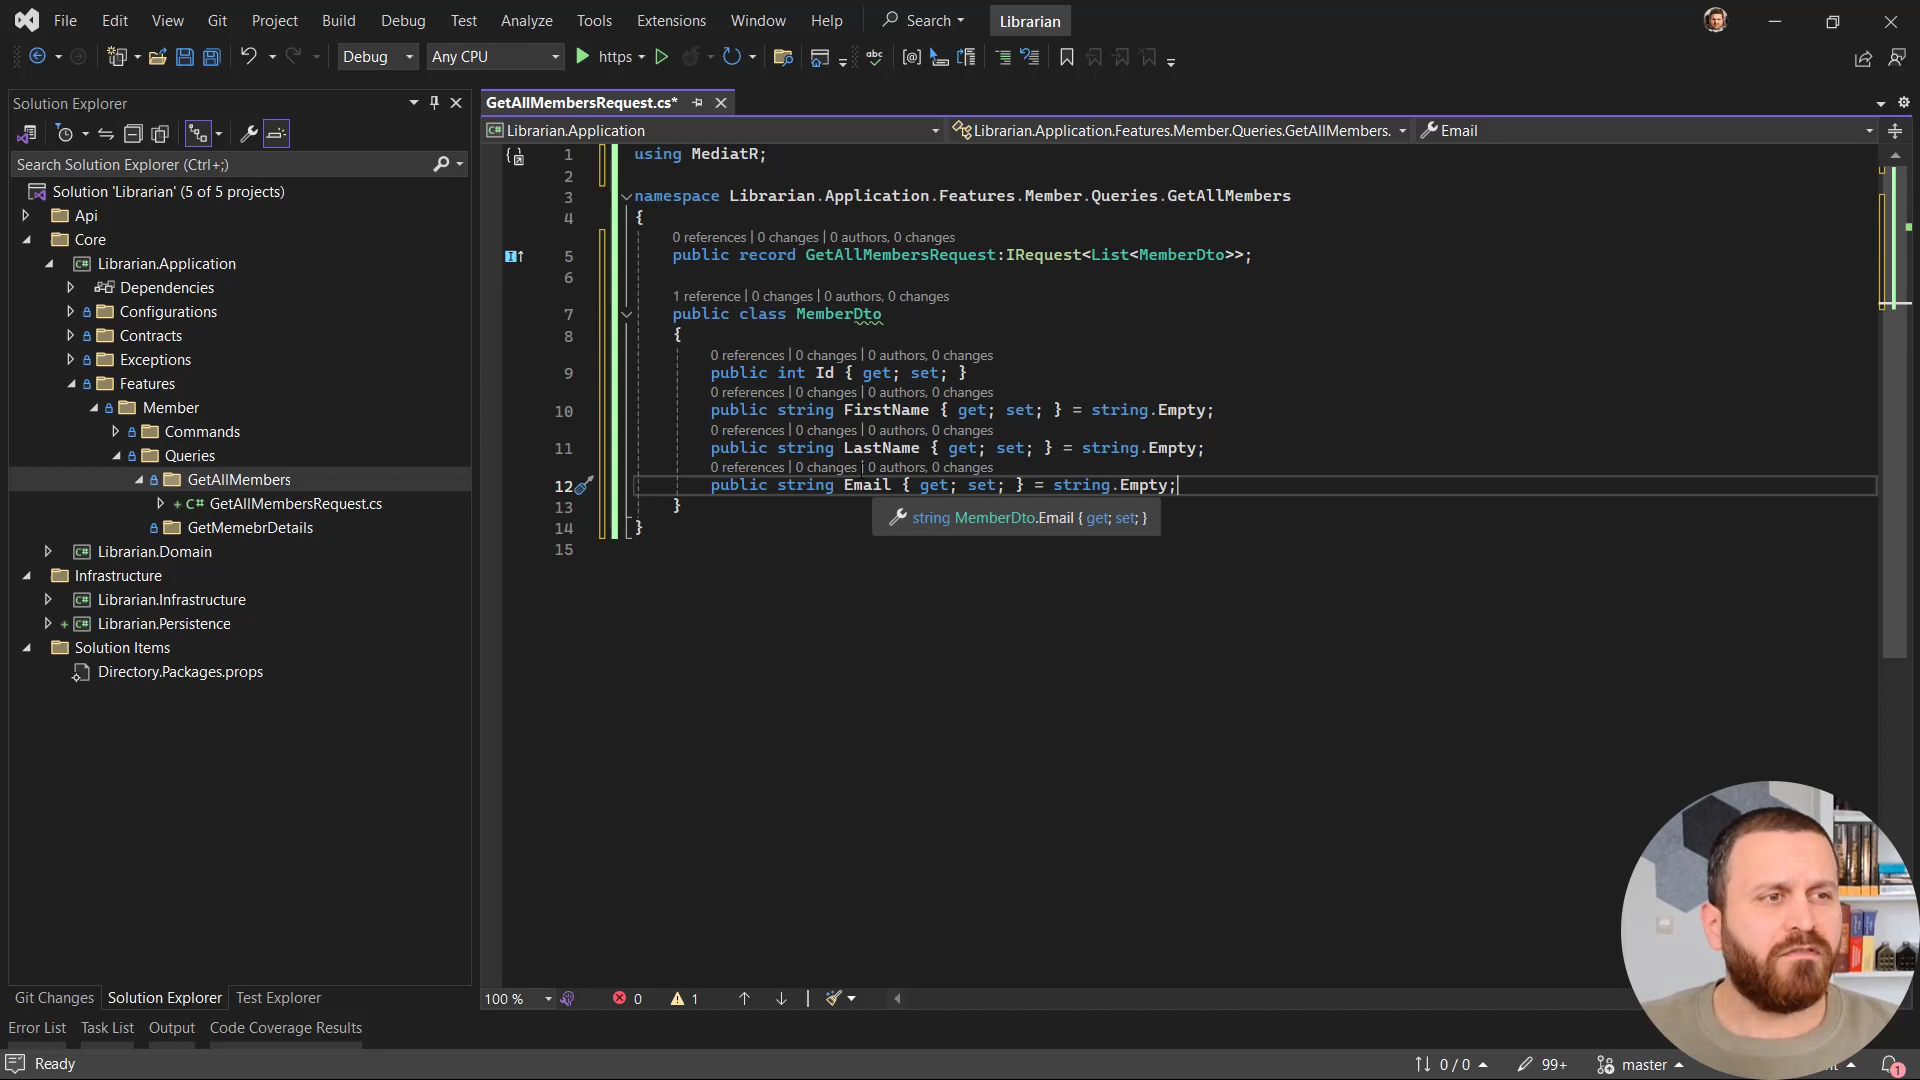 File Edit View Git Project Build Debug Test Analyze Tools Extensions Window Help Search Librarian
Debug Any CPU https
Solution Explorer
Search Solution Explorer (Ctrl+;)
Solution 'Librarian' (5 of 5 projects)
Api
Core
Librarian.Application
Dependencies
Configurations
Contracts
Exceptions
Features
Member
Commands
Queries
GetAllMembers
GetAllMembersRequest.cs
GetMemebrDetails
Librarian.Domain
Infrastructure
Librarian.Infrastructure
Librarian.Persistence
Solution Items
Directory.Packages.props
Git Changes Solution Explorer Test Explorer
GetAllMembersRequest.cs*
Librarian.Application Librarian.Application.Features.Member.Queries.GetAllMembers. Email
1 using MediatR;
2
3 namespace Librarian.Application.Features.Member.Queries.GetAllMembers
4 {
0 references | 0 changes | 0 authors, 0 changes
5 public record GetAllMembersRequest:IRequest<List<MemberDto>>;
6
1 reference | 0 changes | 0 authors, 0 changes
7 public class MemberDto
8 {
0 references | 0 changes | 0 authors, 0 changes
9 public int Id { get; set; }
0 references | 0 changes | 0 authors, 0 changes
10 public string FirstName { get; set; } = string.Empty;
0 references | 0 changes | 0 authors, 0 changes
11 public string LastName { get; set; } = string.Empty;
0 references | 0 changes | 0 authors, 0 changes
12 public string Email { get; set; } = string.Empty;
13 }
string MemberDto.Email { get; set; }
14 }
15
100 % 0 1
Error List Task List Output Code Coverage Results
Ready 0 / 0 99+ master 1